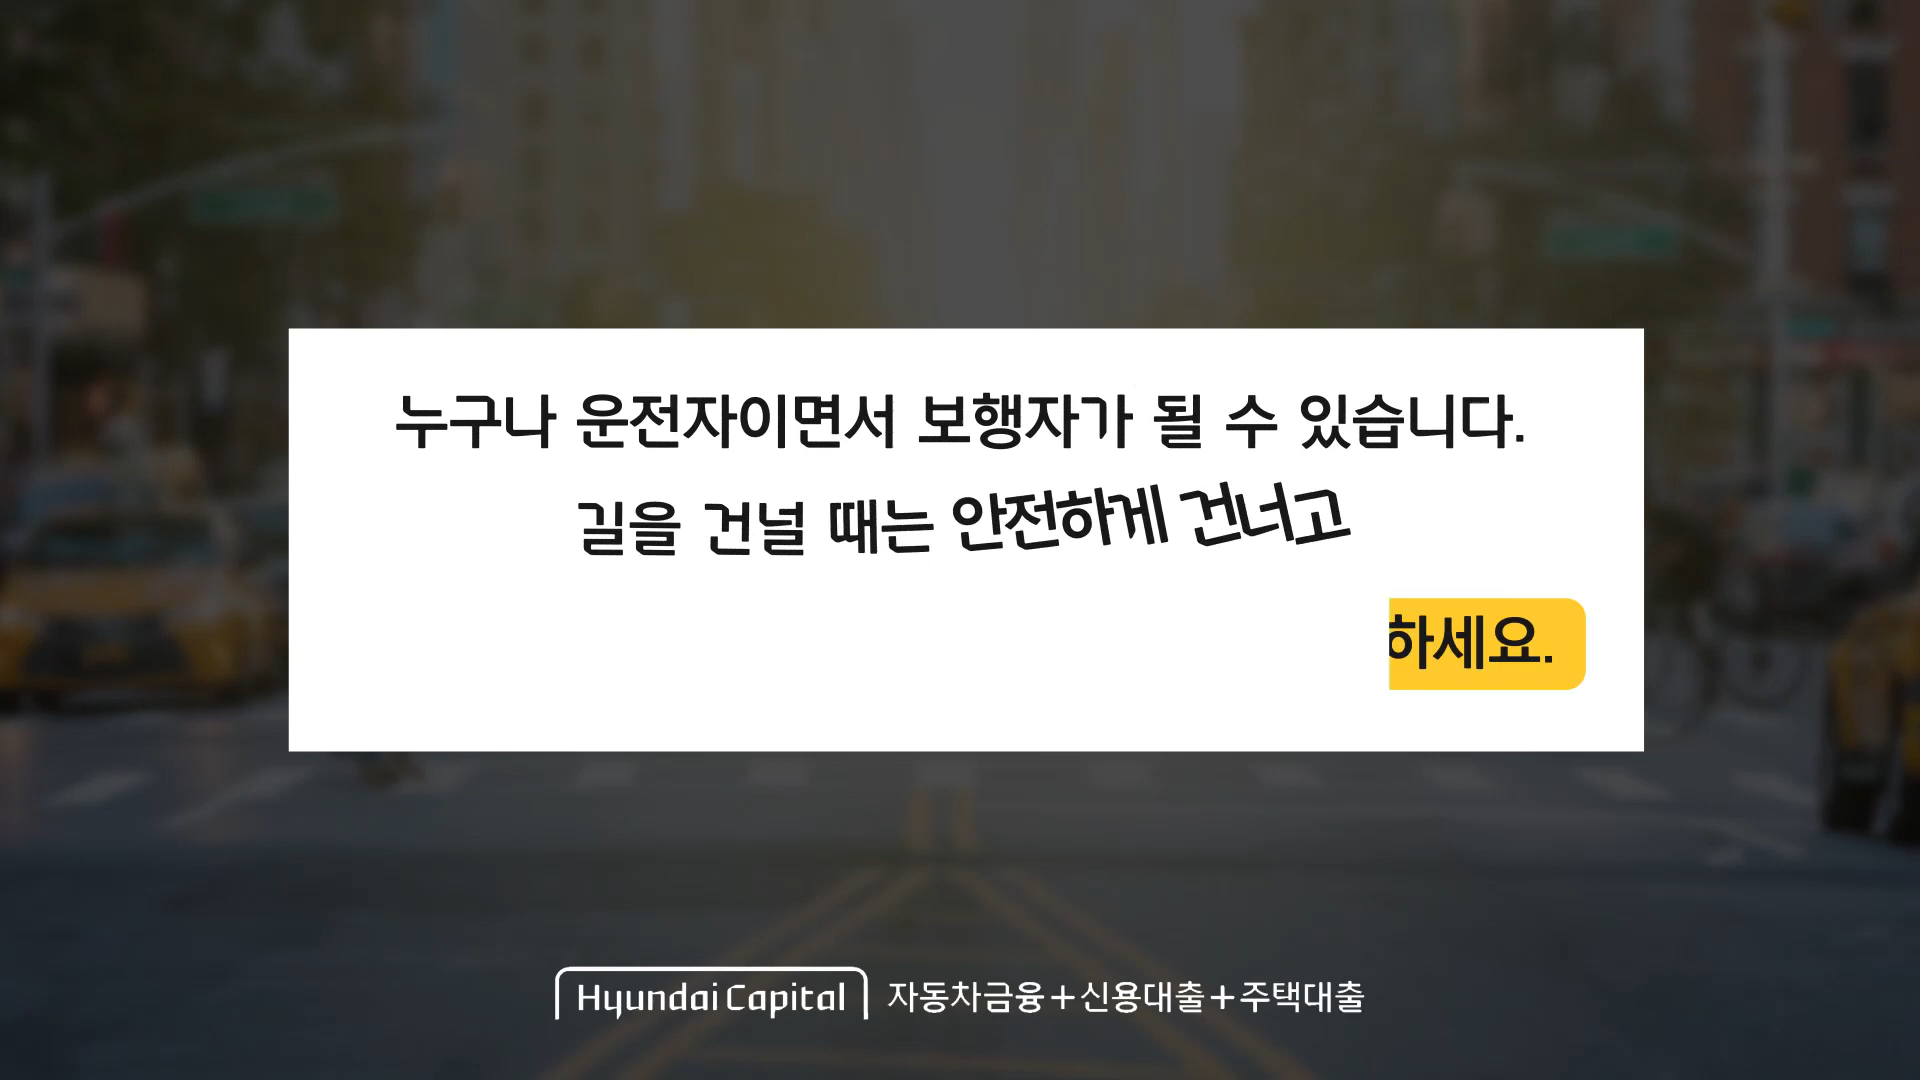 누구나 운전자이면서 보행자가 될 수 있습니다.
길을 건널 때는 안전하게 건너고
하세요.
Hyundai Capital 자동차금융+신용대출+주택대출